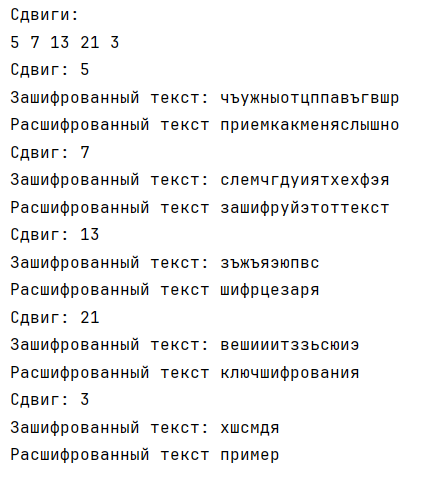 Сдвиги:
5 7 13 21 3
Сдвиг: 5
Зашифрованный текст: чъужныотцппавъгвшр
Расшифрованный текст приемкакменяслышно
Сдвиг: 7
Зашифрованный текст: слемчгдуиятхехфэя
Расшифрованный текст зашифруйэтоттекст
Сдвиг: 13
Зашифрованный текст: зъжъяэюпвс
Расшифрованный текст шифрцезаря
Сдвиг: 21
Зашифрованный текст: вешииитззьсюиэ
Расшифрованный текст ключшифрования
Сдвиг: 3
Зашифрованный текст: хшсмдя
Расшифрованный текст пример